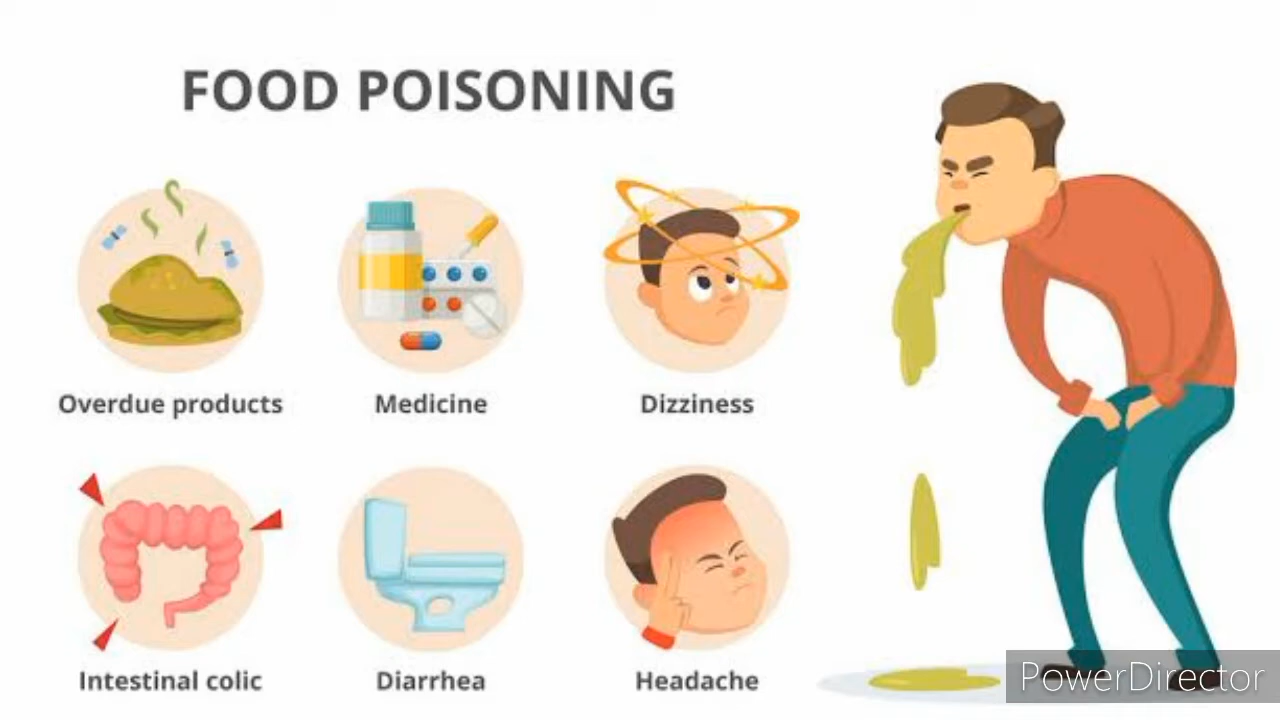 FOOD POISONING
Overdue products
Medicine
Dizziness
Intestinal colic
Diarrhea
Headache
PowerDirector